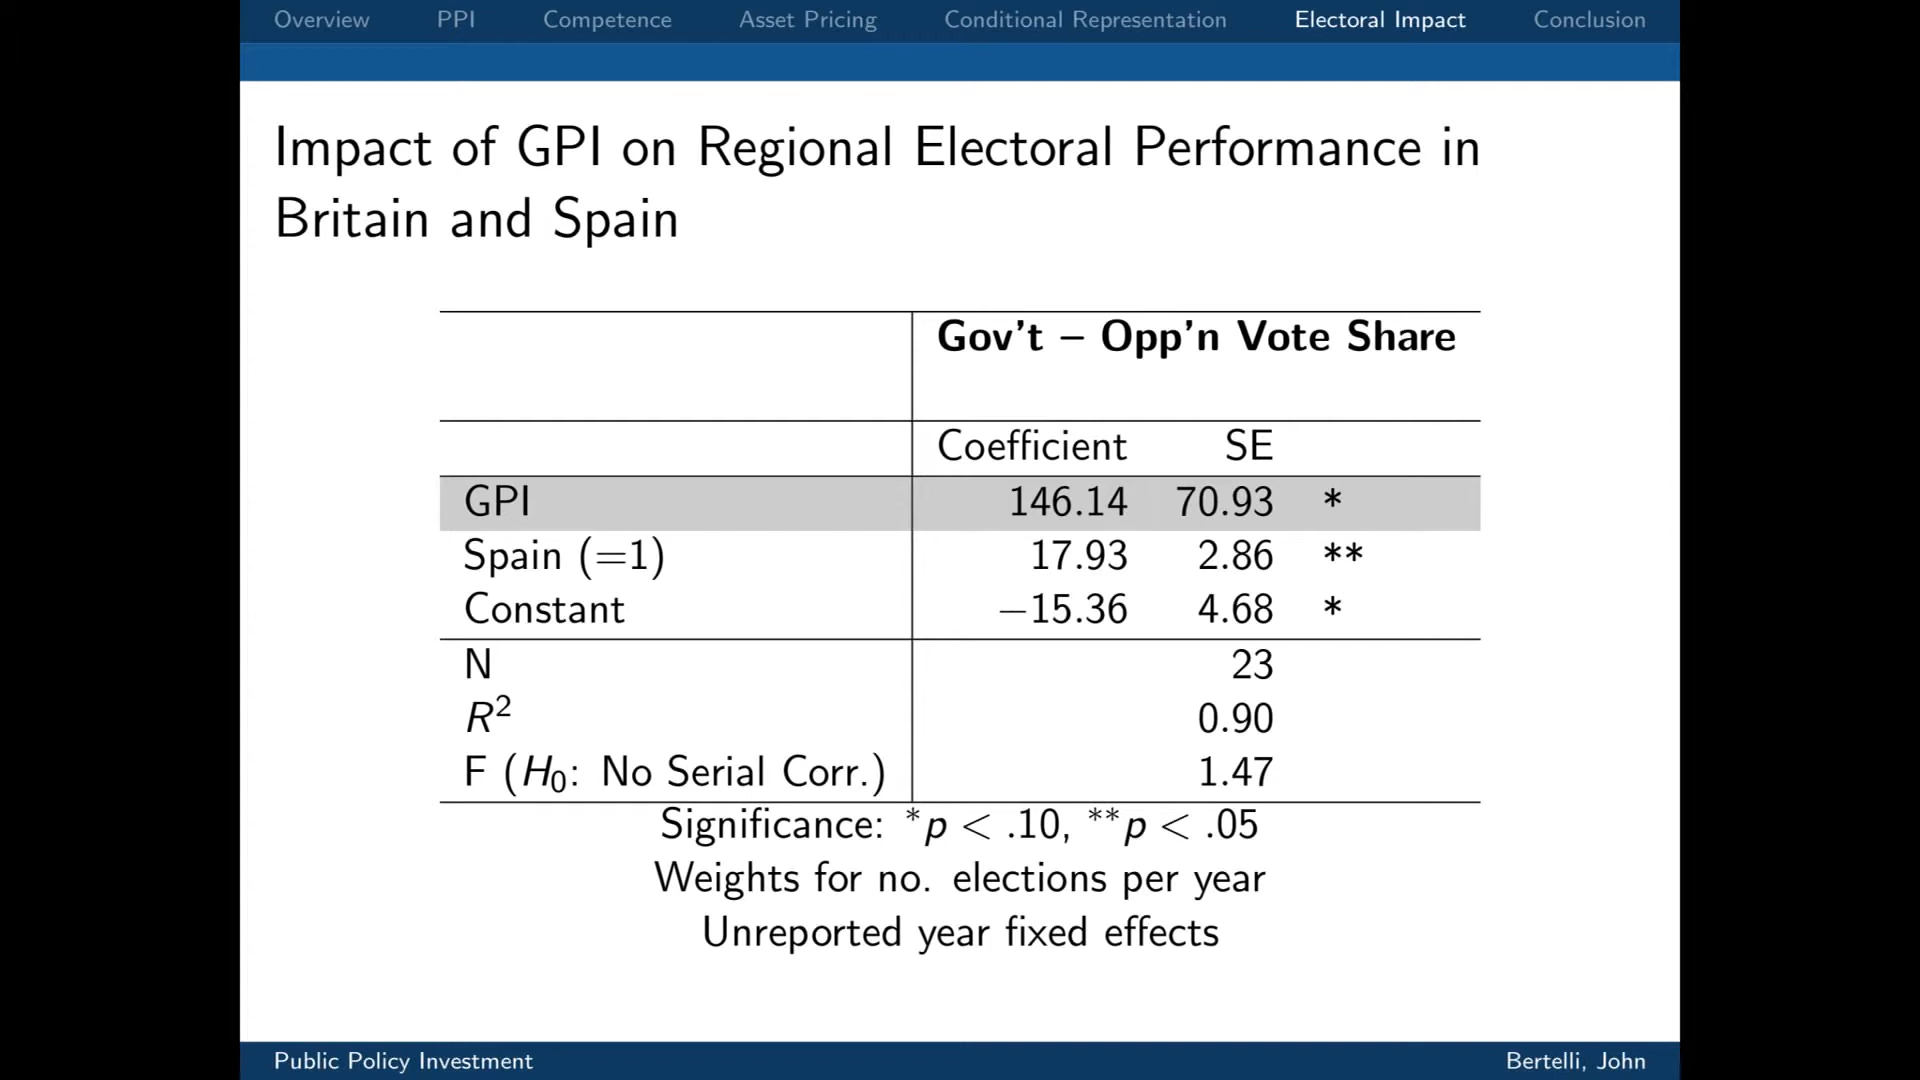 Overview PPI Competence Asset Pricing Conditional Representation Electoral Impact Conclusion
Impact of GPI on Regional Electoral Performance in
Britain and Spain
Gov't – Opp'n Vote Share
Coefficient SE
GPI 146.14 70.93 *
Spain (=1) 17.93 2.86 **
Constant −15.36 4.68 *
N 23
R² 0.90
F (H₀: No Serial Corr.) 1.47
Significance: *p < .10, **p < .05
Weights for no. elections per year
Unreported year fixed effects
Public Policy Investment Bertelli, John